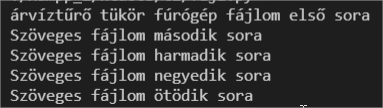 árvíztűrő tükör fúrógép fájlom első sora
Szöveges fájlom második sora
Szöveges fájlom harmadik sora
Szöveges fájlom negyedik sora
Szöveges fájlom ötödik sora